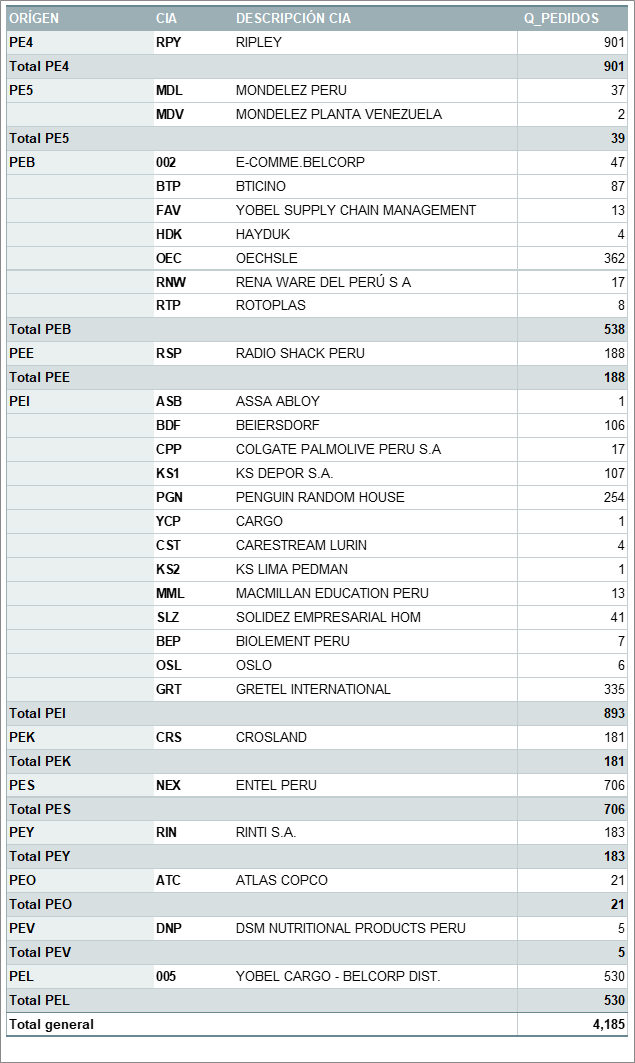 ORÍGEN CIA DESCRIPCIÓN CIA Q_PEDIDOS
PE4 RPY RIPLEY 901
Total PE4 901
PE5 MDL MONDELEZ PERU 37
MDV MONDELEZ PLANTA VENEZUELA 2
Total PE5 39
PEB 002 E-COMME.BELCORP 47
BTP BTICINO 87
FAV YOBEL SUPPLY CHAIN MANAGEMENT 13
HDK HAYDUK 4
OEC OECHSLE 362
RNW RENA WARE DEL PERÚ S A 17
RTP ROTOPLAS 8
Total PEB 538
PEE RSP RADIO SHACK PERU 188
Total PEE 188
PEI ASB ASSA ABLOY 1
BDF BEIERSDORF 106
CPP COLGATE PALMOLIVE PERU S.A 17
KS1 KS DEPOR S.A. 107
PGN PENGUIN RANDOM HOUSE 254
YCP CARGO 1
CST CARESTREAM LURIN 4
KS2 KS LIMA PEDMAN 1
MML MACMILLAN EDUCATION PERU 13
SLZ SOLIDEZ EMPRESARIAL HOM 41
BEP BIOLEMENT PERU 7
OSL OSLO 6
GRT GRETEL INTERNATIONAL 335
Total PEI 893
PEK CRS CROSLAND 181
Total PEK 181
PES NEX ENTEL PERU 706
Total PES 706
PEY RIN RINTI S.A. 183
Total PEY 183
PEO ATC ATLAS COPCO 21
Total PEO 21
PEV DNP DSM NUTRITIONAL PRODUCTS PERU 5
Total PEV 5
PEL 005 YOBEL CARGO - BELCORP DIST. 530
Total PEL 530
Total general 4,185